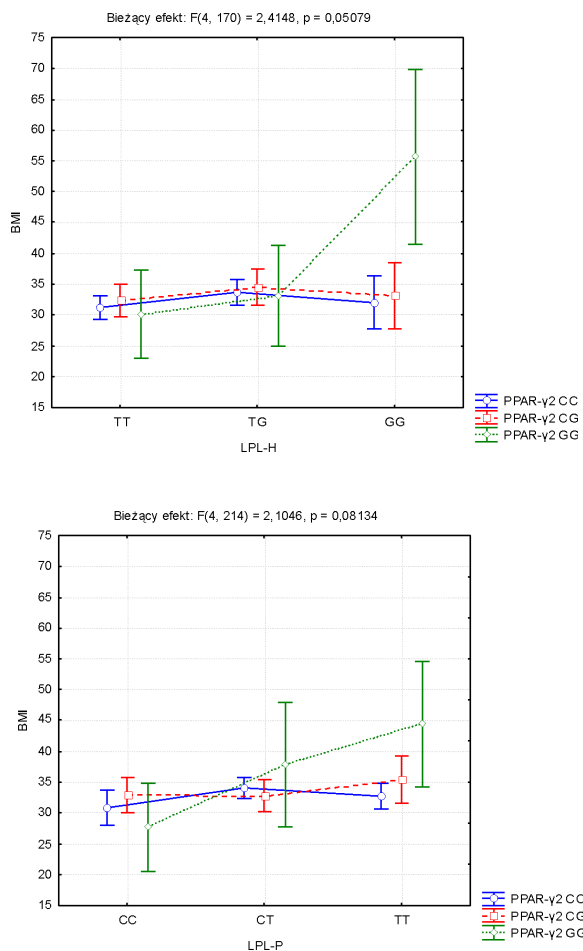 Bieżący efekt: F(4, 170) = 2,4148, p = 0,05079
75
70
65
60
55
50
45
40
35
30
25
20
15
BMI
TT TG GG
LPL-H
PPAR-γ2 CC
PPAR-γ2 CG
PPAR-γ2 GG
Bieżący efekt: F(4, 214) = 2,1046, p = 0,08134
75
70
65
60
55
50
45
40
35
30
25
20
15
BMI
CC CT TT
LPL-P
PPAR-γ2 CC
PPAR-γ2 CG
PPAR-γ2 GG